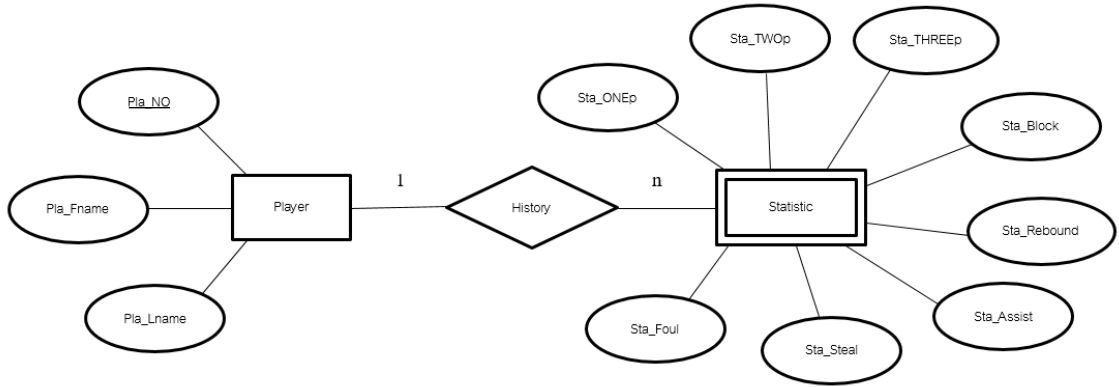 Sta_TWOp
Sta_THREEp
Sta_ONEp
Pla_NO
Sta_Block
1
n
Pla_Fname
Player
History
Statistic
Sta_Rebound
Pla_Lname
Sta_Foul
Sta_Steal
Sta_Assist